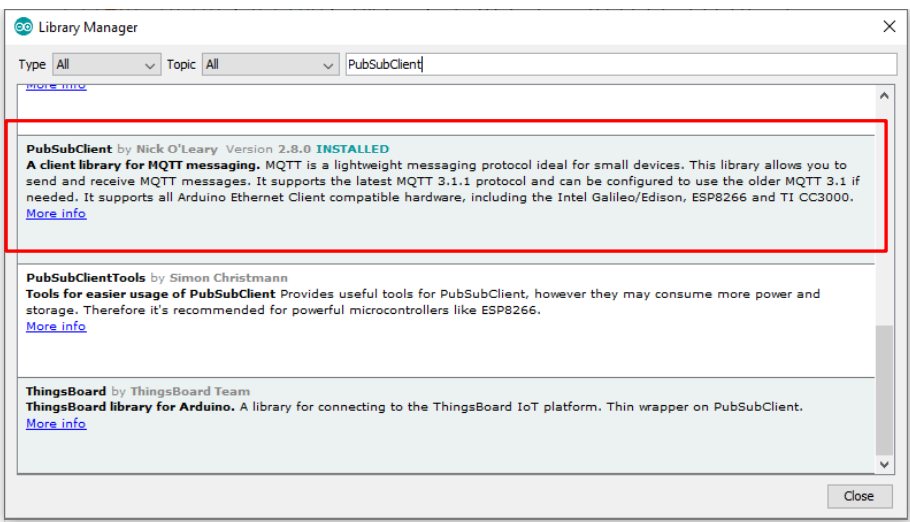 Library Manager
Type All Topic All PubSubClient
More info
PubSubClient by Nick O'Leary Version 2.8.0 INSTALLED
A client library for MQTT messaging. MQTT is a lightweight messaging protocol ideal for small devices. This library allows you to
send and receive MQTT messages. It supports the latest MQTT 3.1.1 protocol and can be configured to use the older MQTT 3.1 if
needed. It supports all Arduino Ethernet Client compatible hardware, including the Intel Galileo/Edison, ESP8266 and TI CC3000.
More info
PubSubClientTools by Simon Christmann
Tools for easier usage of PubSubClient Provides useful tools for PubSubClient, however they may consume more power and
storage. Therefore it's recommended for powerful microcontrollers like ESP8266.
More info
ThingsBoard by ThingsBoard Team
ThingsBoard library for Arduino. A library for connecting to the ThingsBoard IoT platform. Thin wrapper on PubSubClient.
More info
Close